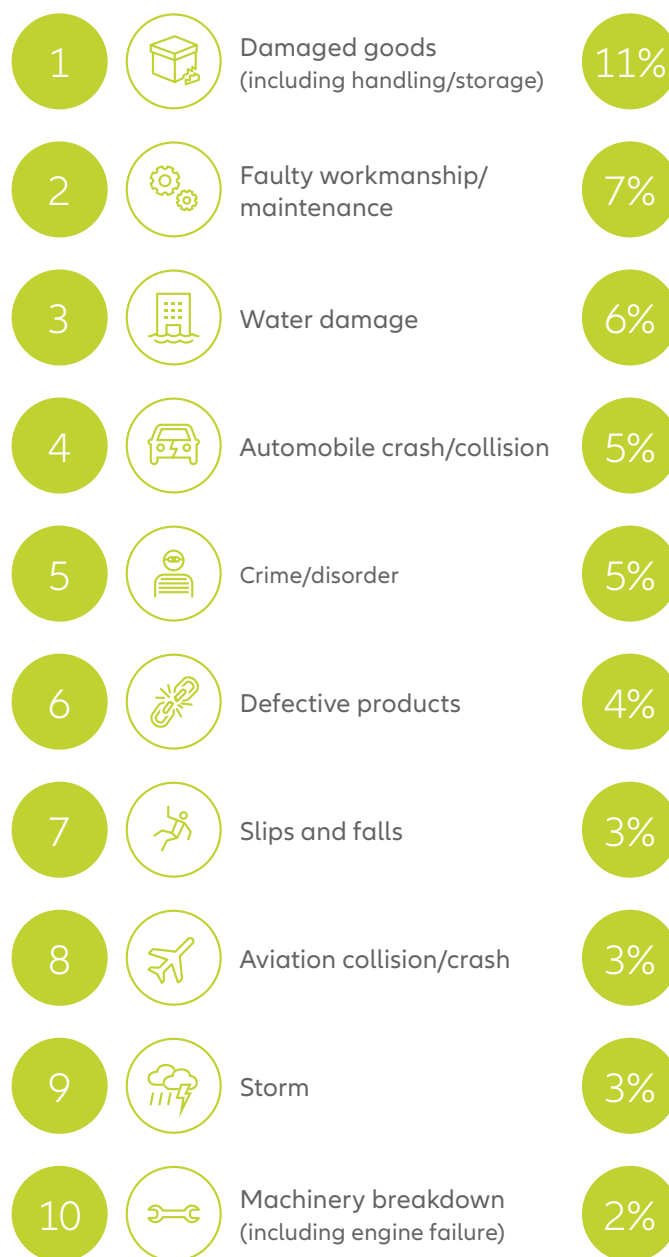 1 Damaged goods 11%
(including handling/storage)
2 Faulty workmanship/ 7%
maintenance
3 Water damage 6%
4 Automobile crash/collision 5%
5 Crime/disorder 5%
6 Defective products 4%
7 Slips and falls 3%
8 Aviation collision/crash 3%
9 Storm 3%
10 Machinery breakdown 2%
(including engine failure)